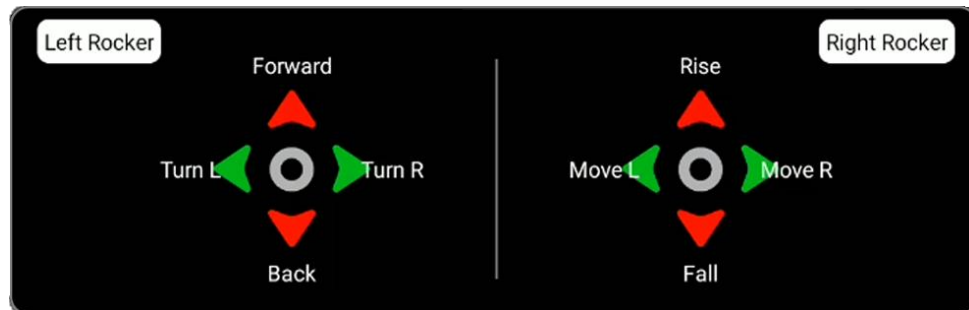 Left Rocker
Right Rocker
Forward
Rise
Turn L
Turn R
Move L
Move R
Back
Fall